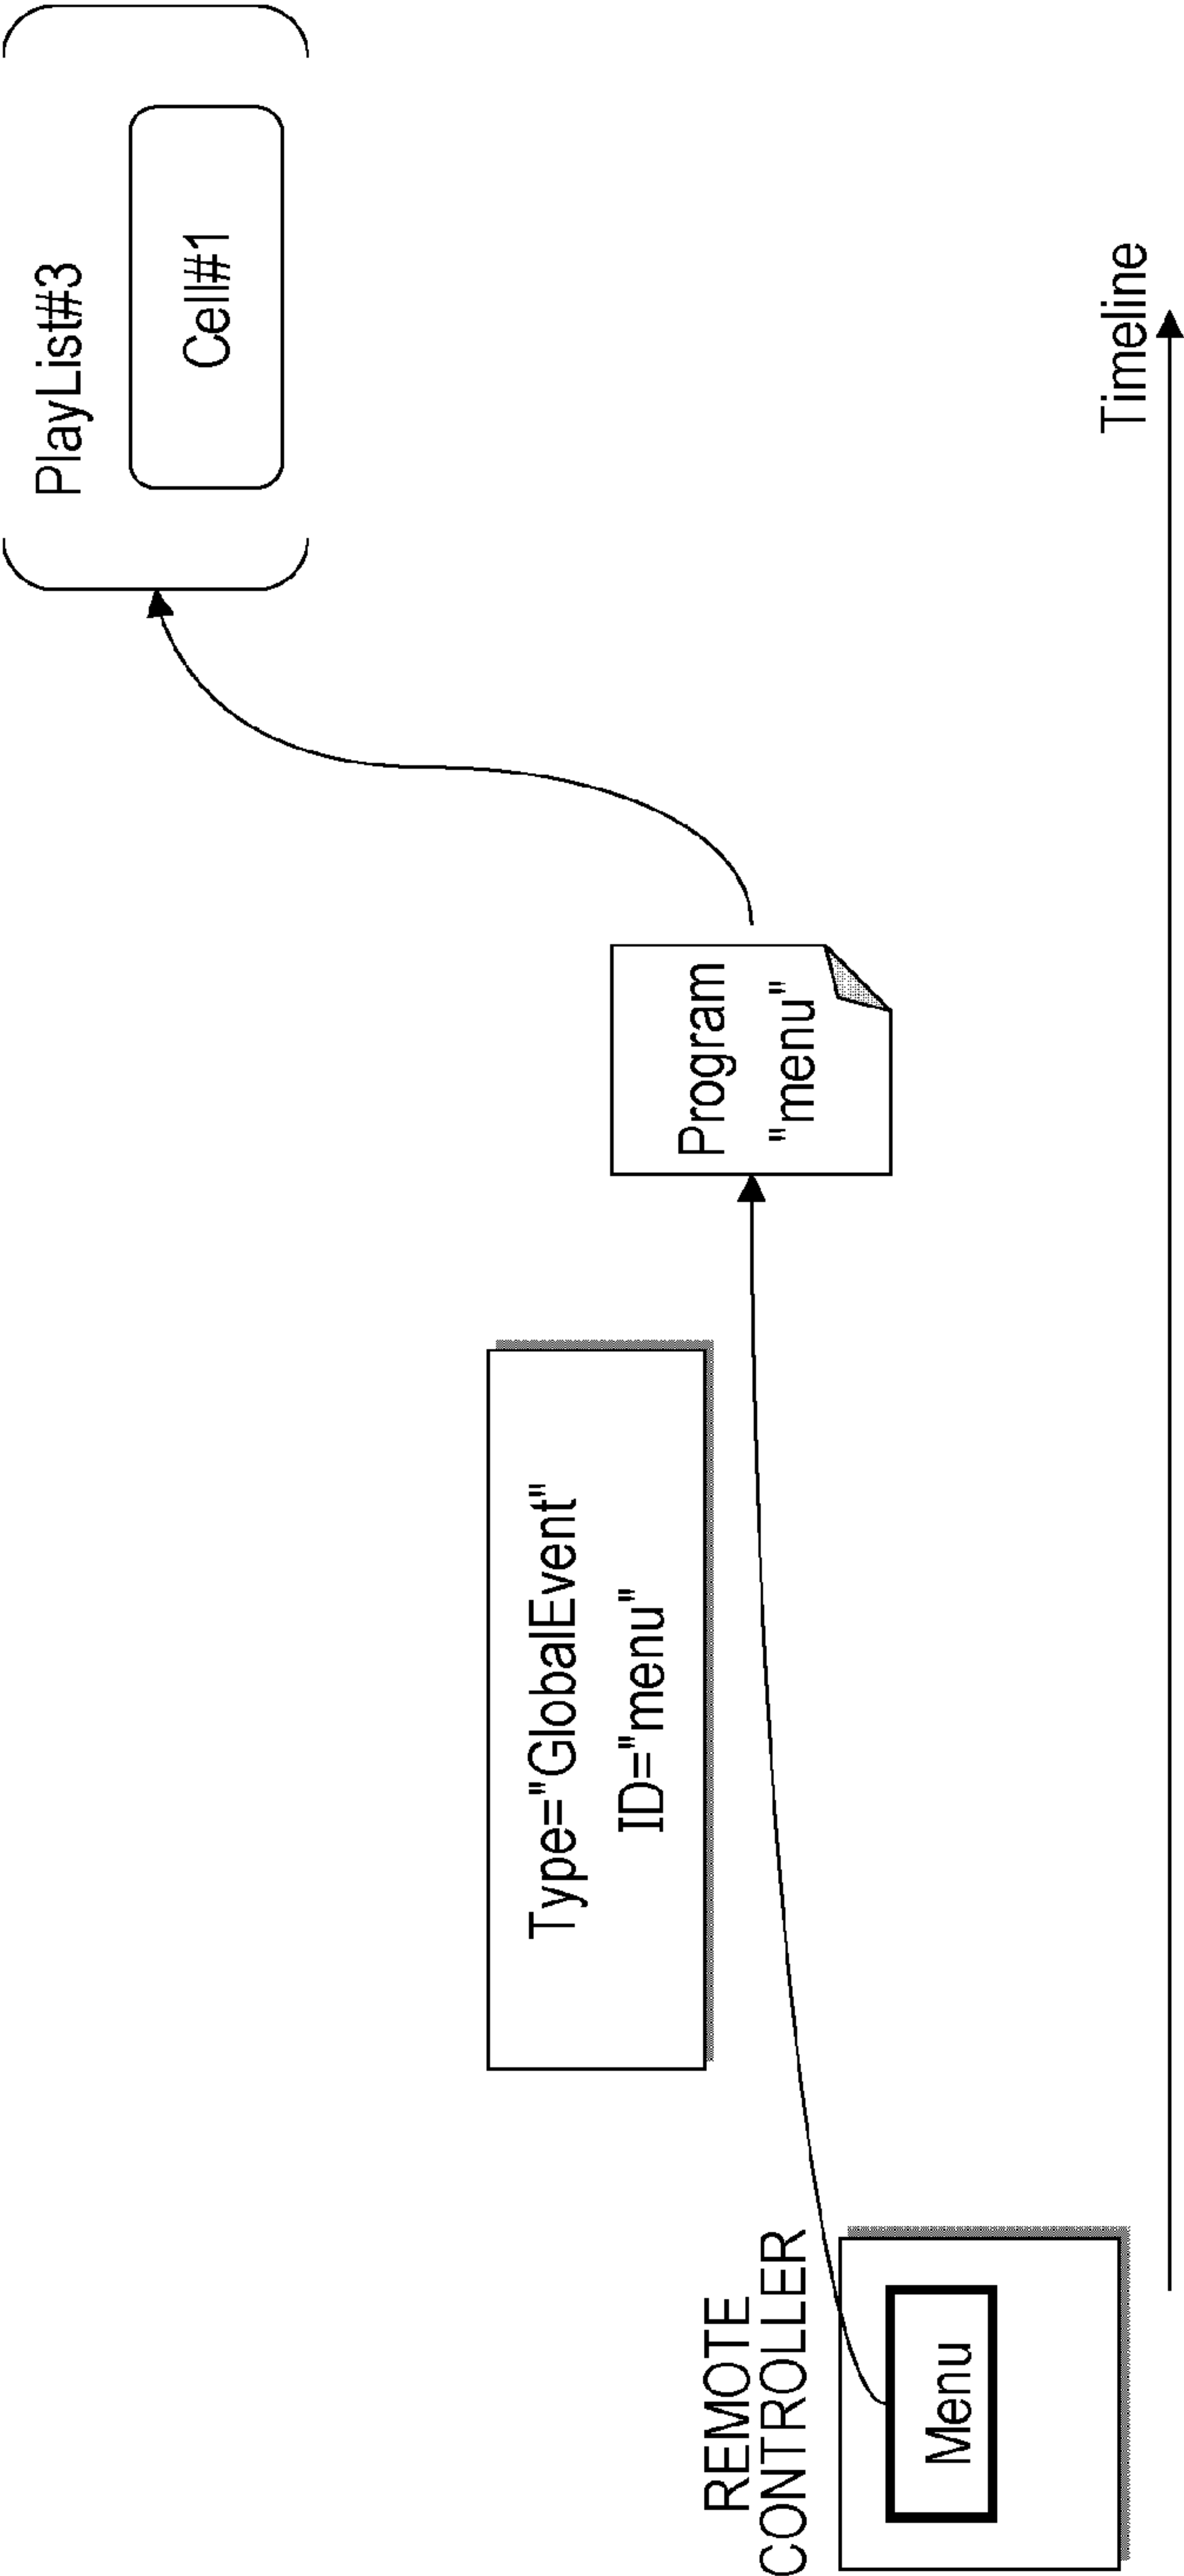 PlayList#3
Cell#1
Type="GlobalEvent"
ID="menu"
Program
"menu"
REMOTE
CONTROLLER
Menu
Timeline